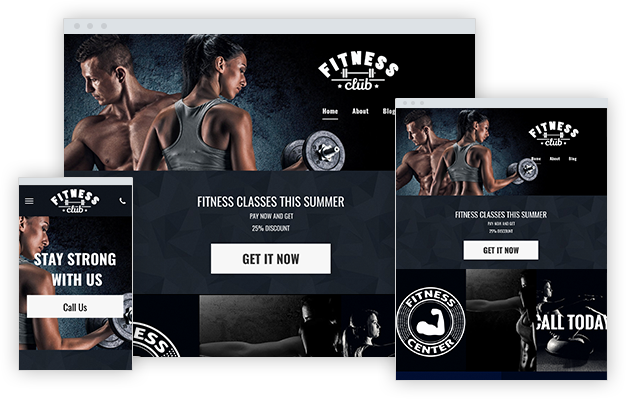 FITNESS
club
Home About Blog
FITNESS CLASSES THIS SUMMER
PAY NOW AND GET
25% DISCOUNT
GET IT NOW
FITNESS
CENTER
FITNESS
club
STAY STRONG
WITH US
Call Us
FITNESS
club
Home About Blog
FITNESS CLASSES THIS SUMMER
PAY NOW AND GET
25% DISCOUNT
GET IT NOW
FITNESS
CENTER
CALL TODAY